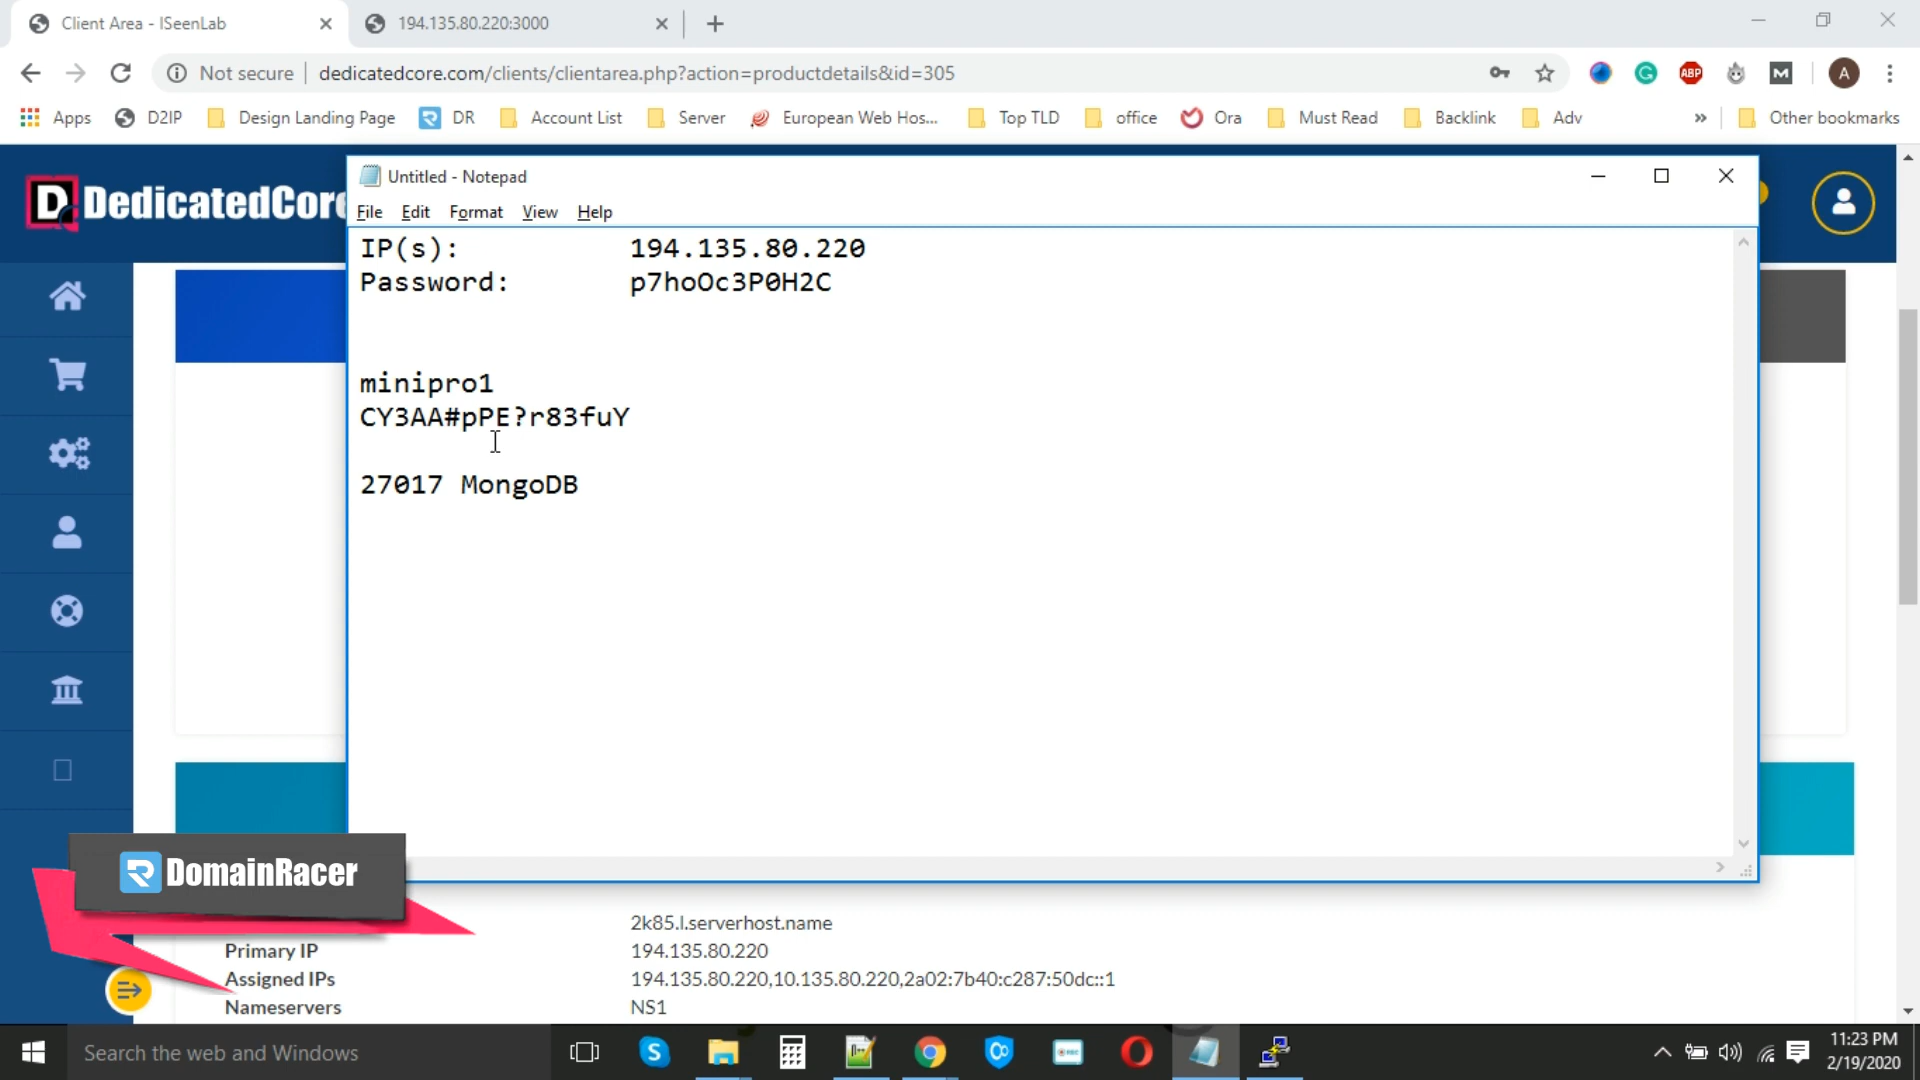 Client Area - ISeenLab
194.135.80.220:3000
Not secure
dedicatedcore.com/clients/clientarea.php?action=productdetails&id=305
ABP
M
A
Apps
D2IP
Design Landing Page
DR
Account List
Server
European Web Hos...
Top TLD
office
Ora
Must Read
Backlink
Adv
»
Other bookmarks
DedicatedCore
Untitled - Notepad
File Edit Format View Help
IP(s): 194.135.80.220
Password: p7hoOc3P0H2C
minipro1
CY3AA#pPE?r83fuY
27017 MongoDB
DomainRacer
2k85.l.serverhost.name
Primary IP 194.135.80.220
Assigned IPs 194.135.80.220,10.135.80.220,2a02:7b40:c287:50dc::1
Nameservers NS1
Search the web and Windows
11:23 PM
2/19/2020